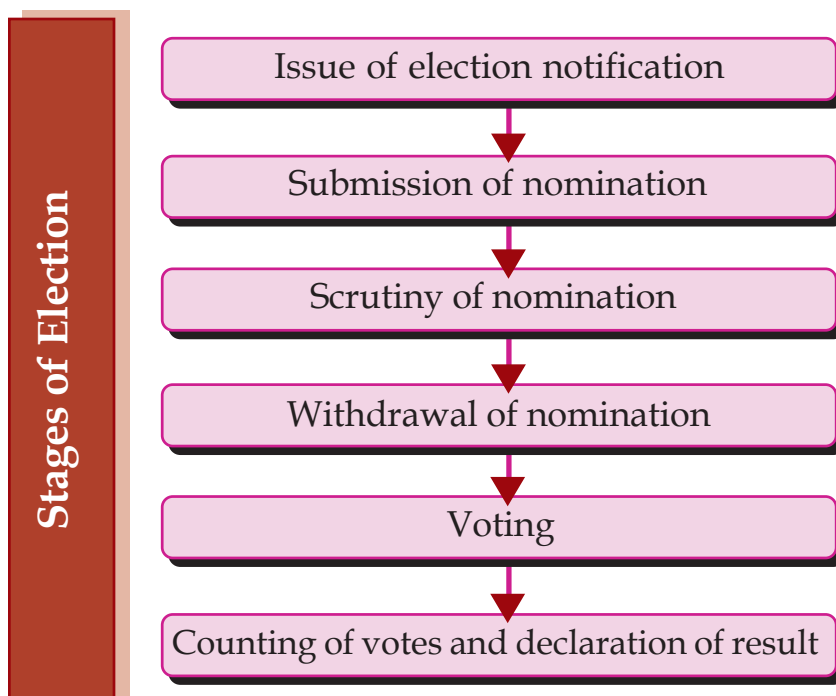 Stages of Election
Issue of election notification
Submission of nomination
Scrutiny of nomination
Withdrawal of nomination
Voting
Counting of votes and declaration of result